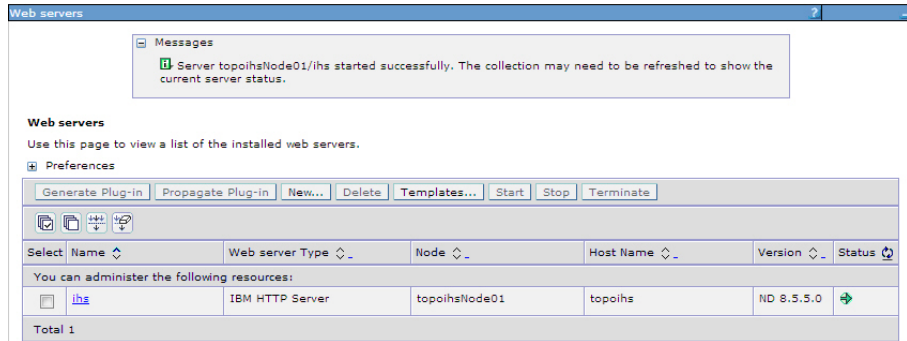 Web servers ?
Messages
Server topoihsNode01/ihs started successfully. The collection may need to be refreshed to show the
current server status.
Web servers
Use this page to view a list of the installed web servers.
Preferences
Generate Plug-in Propagate Plug-in New... Delete Templates... Start Stop Terminate
Select Name Web server Type Node Host Name Version Status
You can administer the following resources:
ihs IBM HTTP Server topoihsNode01 topoihs ND 8.5.5.0
Total 1